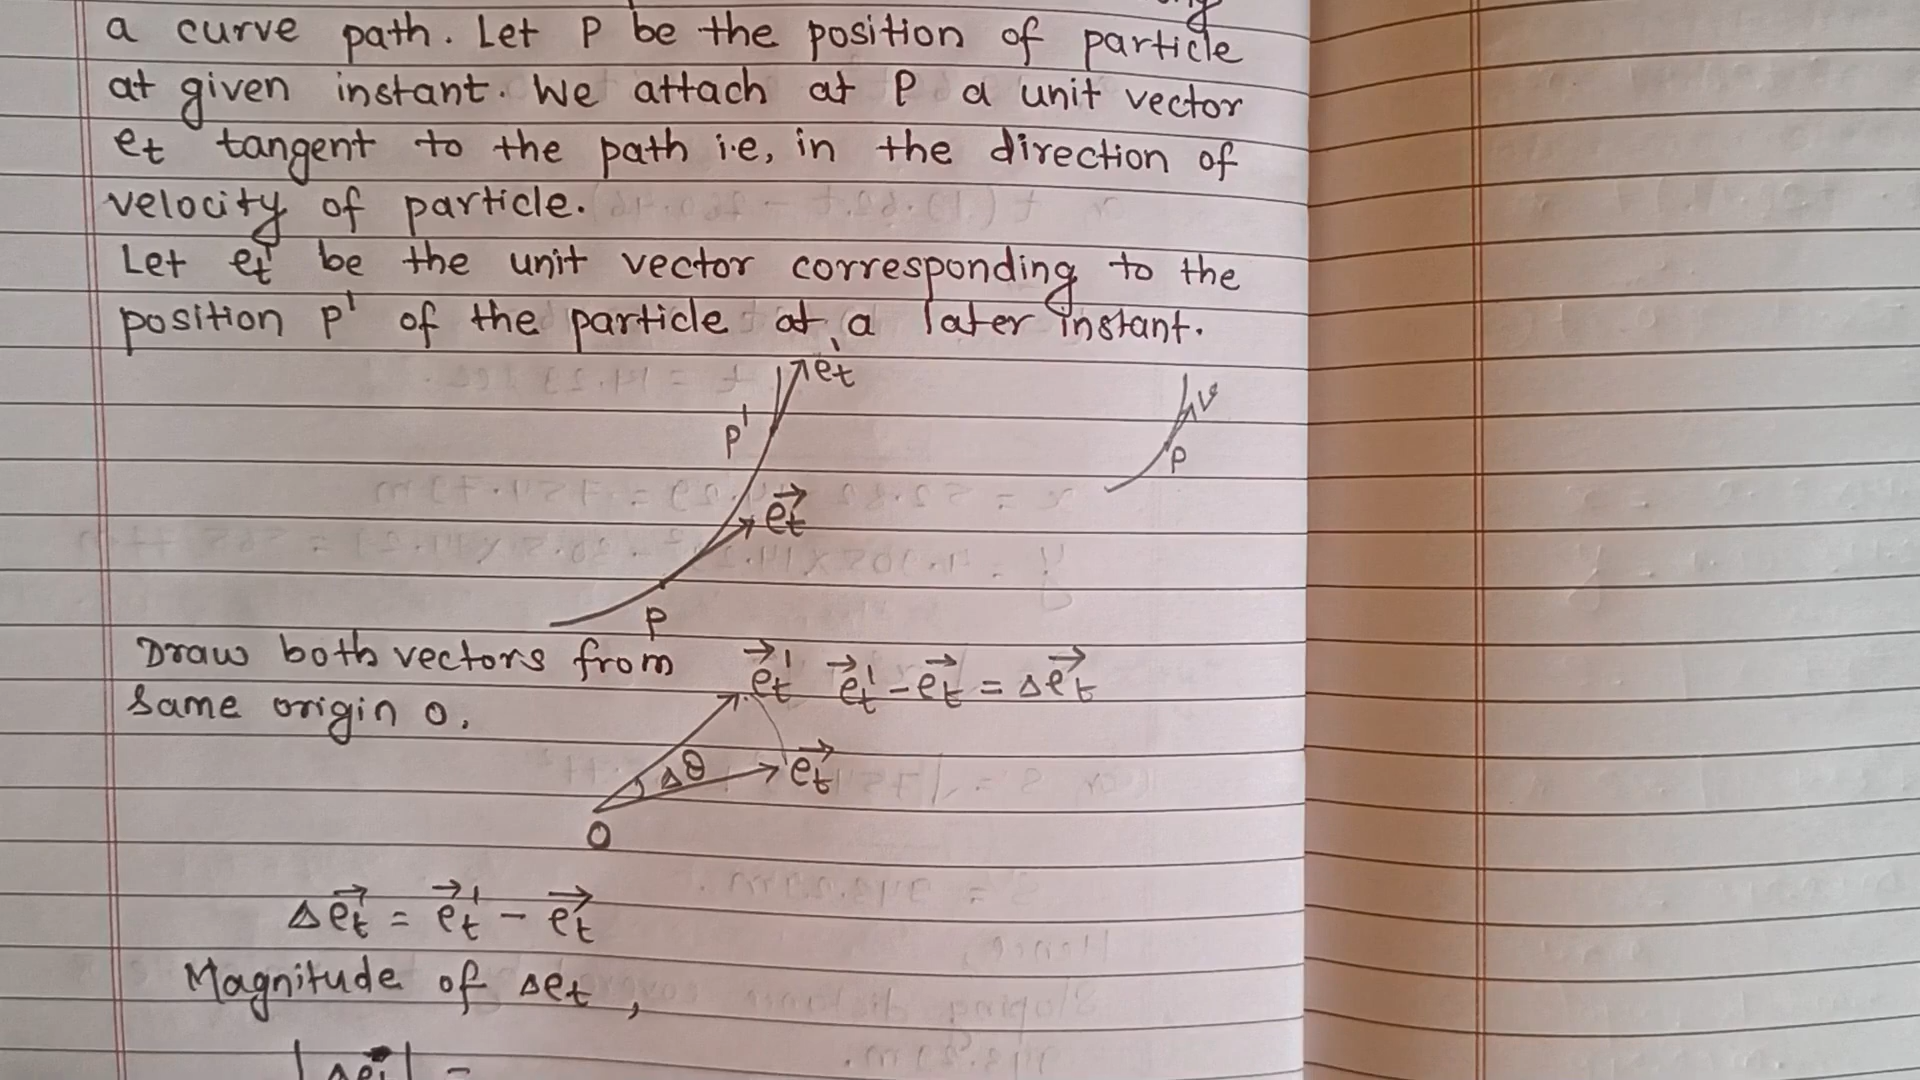 a curve path. Let P be the position of particle
at given instant. We attach at P a unit vector
et tangent to the path i.e, in the direction of
velocity of particle.
Let et' be the unit vector corresponding to the
position P' of the particle at a later instant.
et'
P'
v
P
et→
P
Draw both vectors from
same origin O.
et→' et→' - et→ = Δet→
Δθ
et→
O
Δet→ = et→' - et→
Magnitude of Δet,